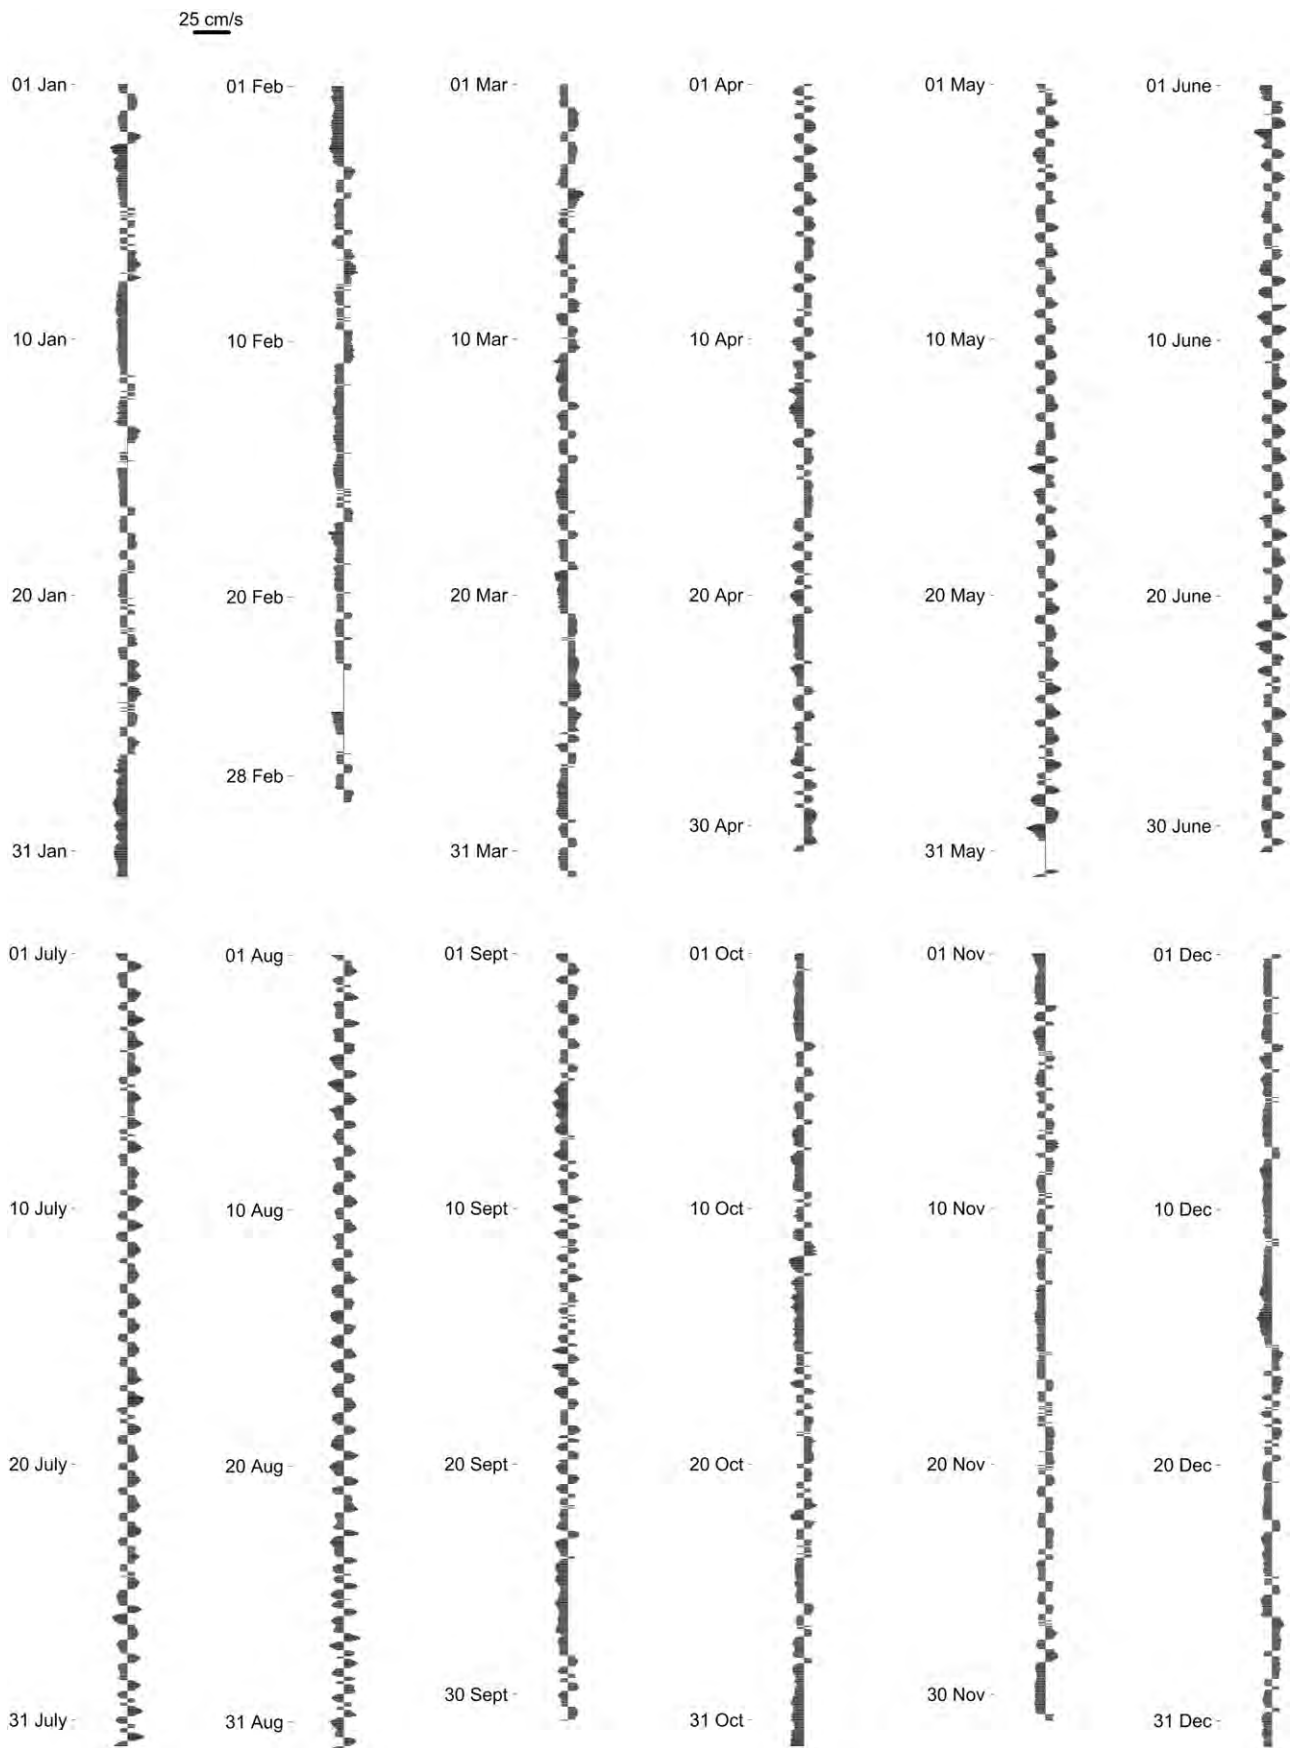 25 cm/s
01 Jan 01 Feb 01 Mar 01 Apr 01 May 01 June
10 Jan 10 Feb 10 Mar 10 Apr 10 May 10 June
20 Jan 20 Feb 20 Mar 20 Apr 20 May 20 June
28 Feb
30 Apr 30 June
31 Jan 31 Mar 31 May
01 July 01 Aug 01 Sept 01 Oct 01 Nov 01 Dec
10 July 10 Aug 10 Sept 10 Oct 10 Nov 10 Dec
20 July 20 Aug 20 Sept 20 Oct 20 Nov 20 Dec
30 Sept 30 Nov
31 July 31 Aug 31 Oct 31 Dec